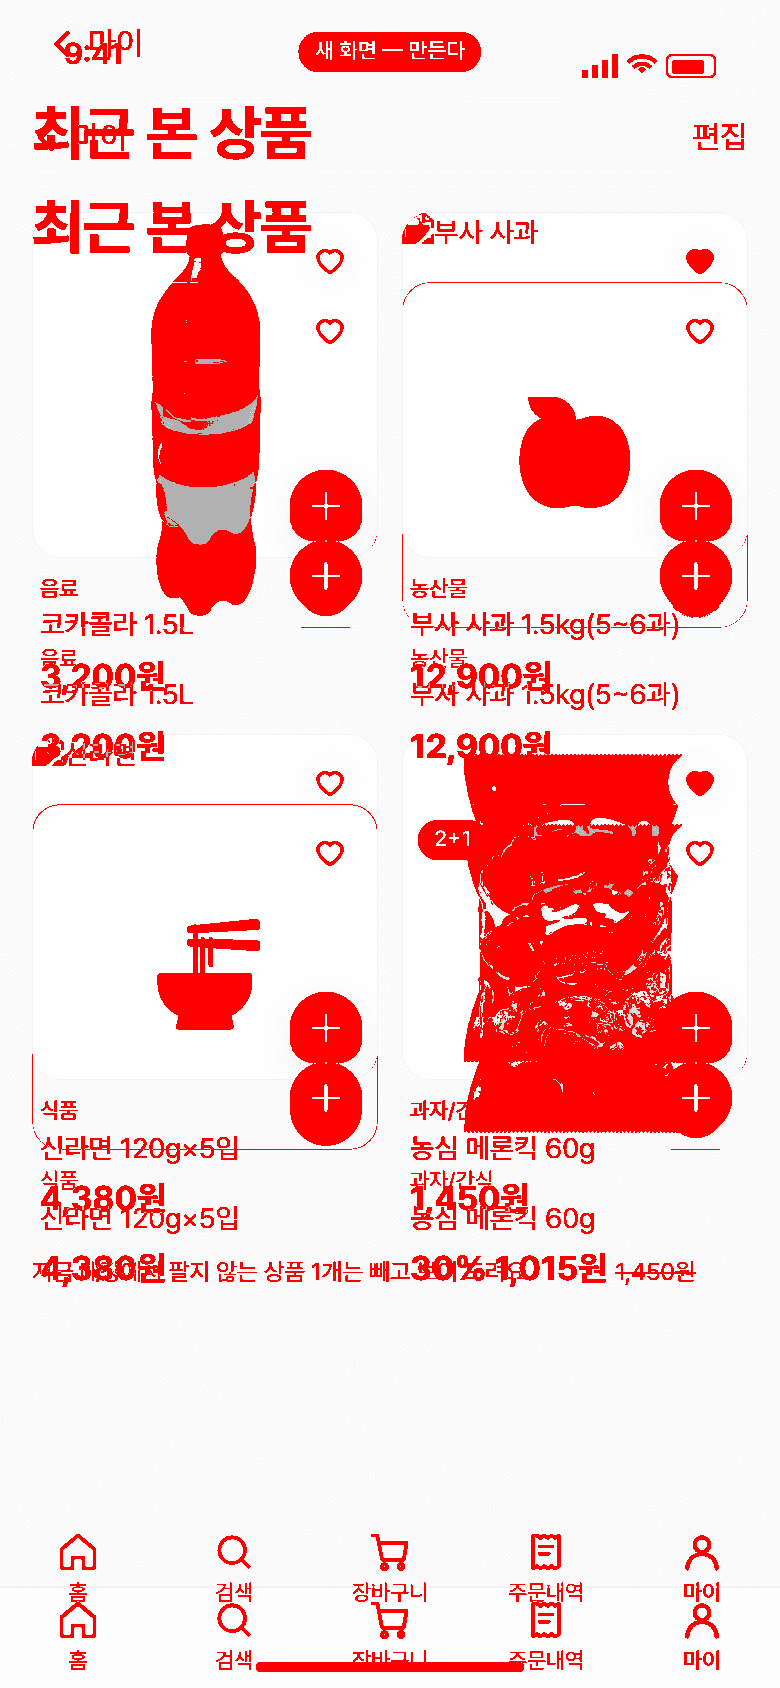 마이
9:41
새 화면 — 만든다
최근 본 상품
마이
편집
최근 본 상품
부사 사과
음료
농산물
코카콜라 1.5L
부사 사과 1.5kg(5~6과)
음료
농산물
3,200원
12,900원
코카콜라 1.5L
부사 사과 1.5kg(5~6과)
3,200원
12,900원
신라면
2+1
식품
과자/간
신라면 120g×5입
농심 메론킥 60g
식품
과자/간식
4,380원
1,450원
신라면 120g×5입
농심 메론킥 60g
4,380원
30% 1,015원 1,450원
팔지 않는 상품 1개는 빼고
홈 검색 장바구니 주문내역 마이
홈 검색 장바구니 주문내역 마이